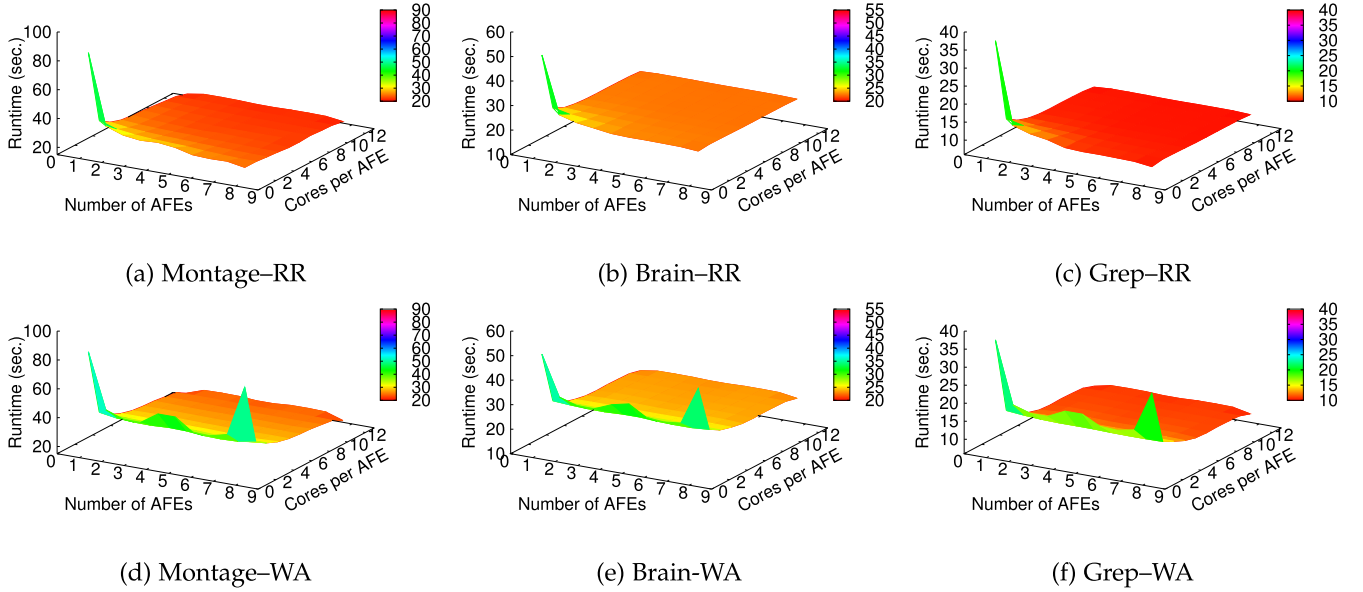 100
80
60
40
20
Runtime (sec.)
0 1 2 3 4 5 6 7 8 9
Number of AFEs
0 2 4 6 8 10 12
Cores per AFE
90
80
70
60
50
40
30
20
(a) Montage–RR
60
50
40
30
20
10
Runtime (sec.)
0 1 2 3 4 5 6 7 8 9
Number of AFEs
0 2 4 6 8 10 12
Cores per AFE
55
50
45
40
35
30
25
20
(b) Brain–RR
40
35
30
25
20
15
10
Runtime (sec.)
0 1 2 3 4 5 6 7 8 9
Number of AFEs
0 2 4 6 8 10 12
Cores per AFE
40
35
30
25
20
15
10
(c) Grep–RR
100
80
60
40
20
Runtime (sec.)
0 1 2 3 4 5 6 7 8 9
Number of AFEs
0 2 4 6 8 10 12
Cores per AFE
90
80
70
60
50
40
30
20
(d) Montage–WA
60
50
40
30
20
10
Runtime (sec.)
0 1 2 3 4 5 6 7 8 9
Number of AFEs
0 2 4 6 8 10 12
Cores per AFE
55
50
45
40
35
30
25
20
(e) Brain-WA
40
35
30
25
20
15
10
Runtime (sec.)
0 1 2 3 4 5 6 7 8 9
Number of AFEs
0 2 4 6 8 10 12
Cores per AFE
40
35
30
25
20
15
10
(f) Grep–WA